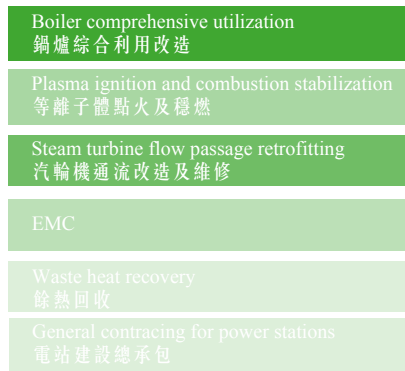 Boiler comprehensive utilization
鍋爐綜合利用改造
Plasma ignition and combustion stabilization
等離子體點火及穩燃
Steam turbine flow passage retrofitting
汽輪機通流改造及維修
EMC
Waste heat recovery
餘熱回收
General contracing for power stations
電站建設總承包